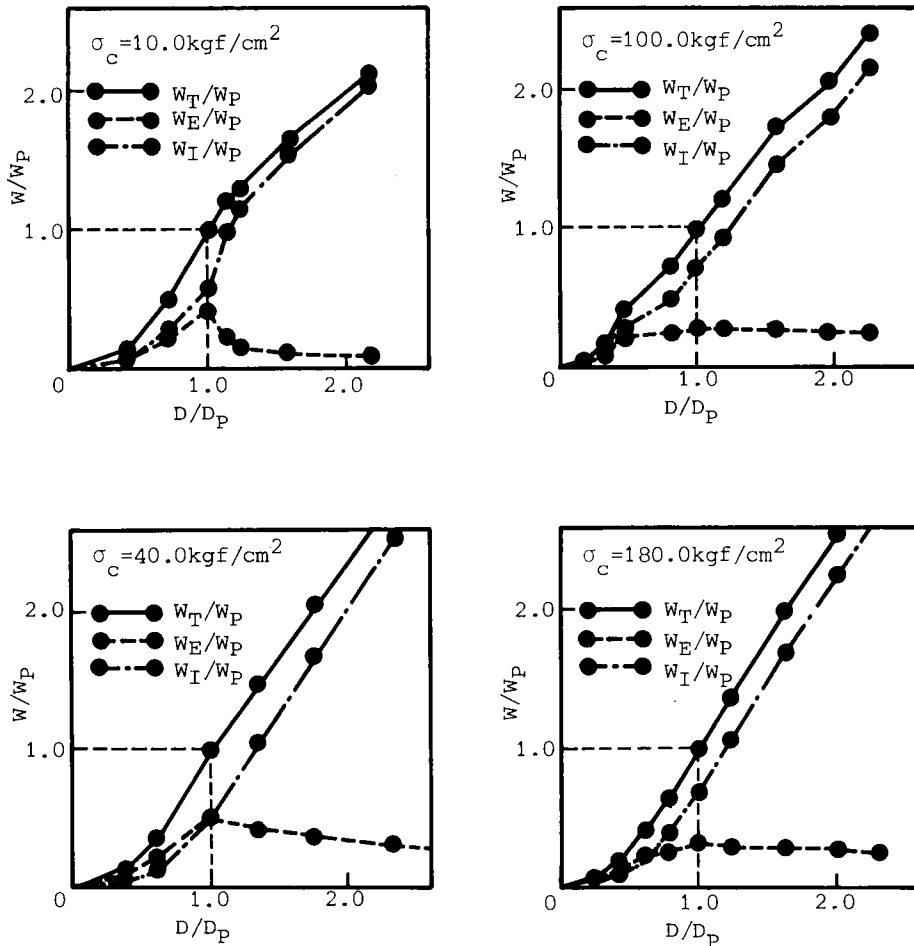 σc=10.0kgf/cm²
WT/WP
WE/WP
WI/WP
2.0
1.0
0
1.0
2.0
W/WP
D/DP
σc=100.0kgf/cm²
WT/WP
WE/WP
WI/WP
2.0
1.0
0
1.0
2.0
W/WP
D/DP
σc=40.0kgf/cm²
WT/WP
WE/WP
WI/WP
2.0
1.0
0
1.0
2.0
W/WP
D/DP
σc=180.0kgf/cm²
WT/WP
WE/WP
WI/WP
2.0
1.0
0
1.0
2.0
W/WP
D/DP